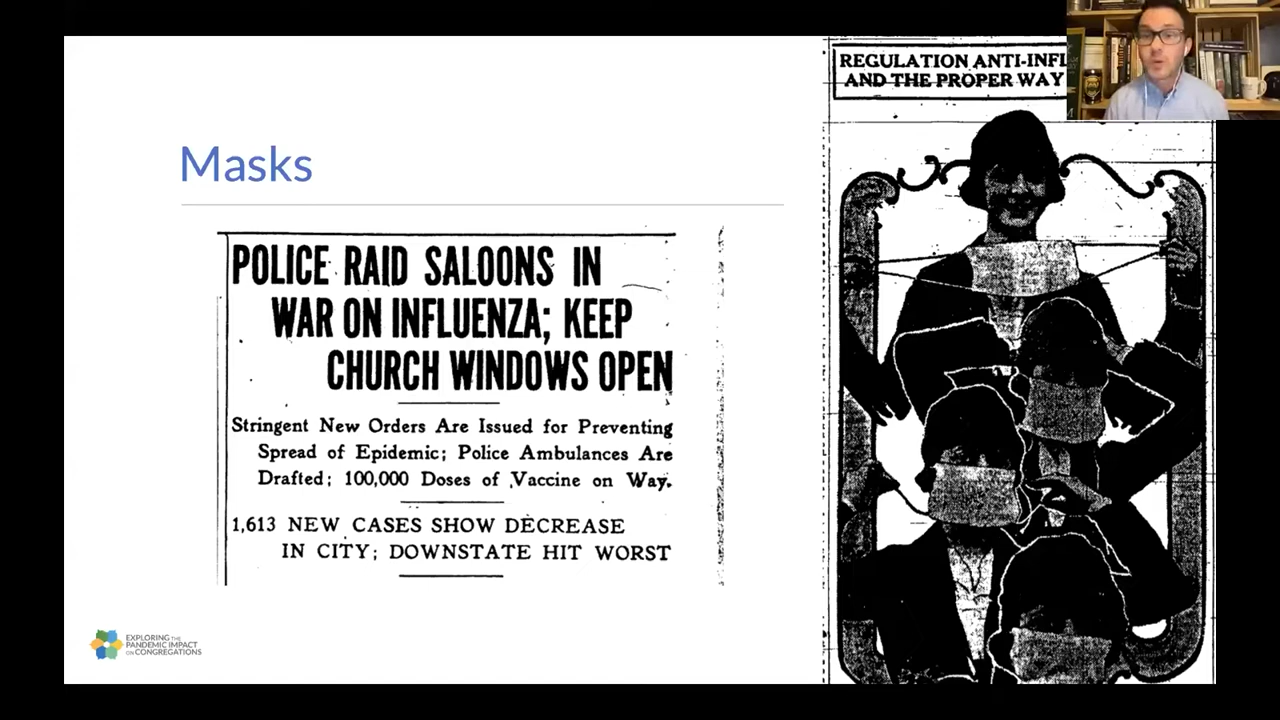 Masks
POLICE RAID SALOONS IN
WAR ON INFLUENZA; KEEP
CHURCH WINDOWS OPEN
Stringent New Orders Are Issued for Preventing
Spread of Epidemic; Police Ambulances Are
Drafted; 100,000 Doses of Vaccine on Way.
1,613 NEW CASES SHOW DECREASE
IN CITY; DOWNSTATE HIT WORST
REGULATION ANTI-INFL
AND THE PROPER WAY
EXPLORING THE
PANDEMIC IMPACT
ON CONGREGATIONS